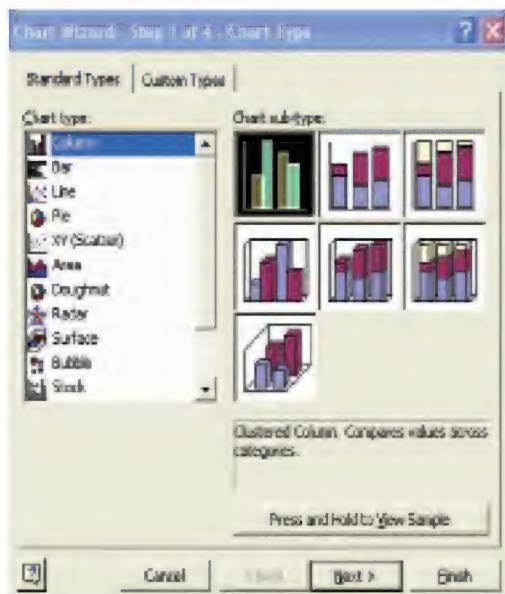 Chart Wizard - Step 1 of 4 - Chart Type
Standard Types
Custom Types
Chart type:
Column
Bar
Line
Pie
XY (Scatter)
Area
Doughnut
Radar
Surface
Bubble
Stock
Chart sub-type:
Clustered Column. Compares values across
categories.
Press and Hold to View Sample
Cancel
< Back
Next >
Finish